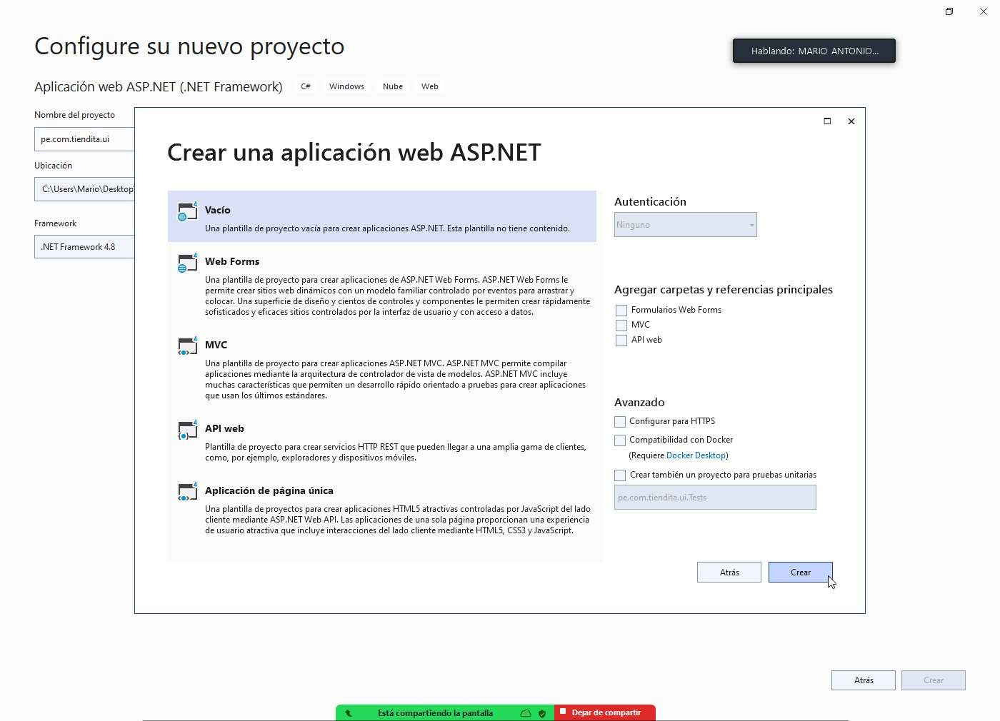 Configure su nuevo proyecto
Hablando: MARIO ANTONIO...
Aplicación web ASP.NET (.NET Framework) C# Windows Nube Web
Nombre del proyecto
pe.com.tiendita.ui
Ubicación
C:\Users\Mario\Desktop\
Framework
.NET Framework 4.8
Crear una aplicación web ASP.NET
Vacío
Una plantilla de proyecto vacía para crear aplicaciones ASP.NET. Esta plantilla no tiene contenido.
Web Forms
Una plantilla de proyecto para crear aplicaciones de ASP.NET Web Forms. ASP.NET Web Forms le
permite crear sitios web dinámicos con un modelo familiar controlado por eventos para arrastrar y
colocar. Una superficie de diseño y cientos de controles y componentes le permiten crear rápidamente
sofisticados y eficaces sitios controlados por la interfaz de usuario y con acceso a datos.
MVC
Una plantilla de proyecto para crear aplicaciones ASP.NET MVC. ASP.NET MVC permite compilar
aplicaciones mediante la arquitectura de controlador de vista de modelos. ASP.NET MVC incluye
muchas características que permiten un desarrollo rápido orientado a pruebas para crear aplicaciones
que usan los últimos estándares.
API web
Plantilla de proyecto para crear servicios HTTP REST que pueden llegar a una amplia gama de clientes,
como, por ejemplo, exploradores y dispositivos móviles.
Aplicación de página única
Una plantilla de proyectos para crear aplicaciones HTML5 atractivas controladas por JavaScript del lado
cliente mediante ASP.NET Web API. Las aplicaciones de una sola página proporcionan una experiencia
de usuario atractiva que incluye interacciones del lado cliente mediante HTML5, CSS3 y JavaScript.
Autenticación
Ninguno
Agregar carpetas y referencias principales
Formularios Web Forms
MVC
API web
Avanzado
Configurar para HTTPS
Compatibilidad con Docker
(Requiere Docker Desktop)
Crear también un proyecto para pruebas unitarias
pe.com.tiendita.ui.Tests
Atrás Crear
Atrás Crear
Está compartiendo la pantalla Dejar de compartir